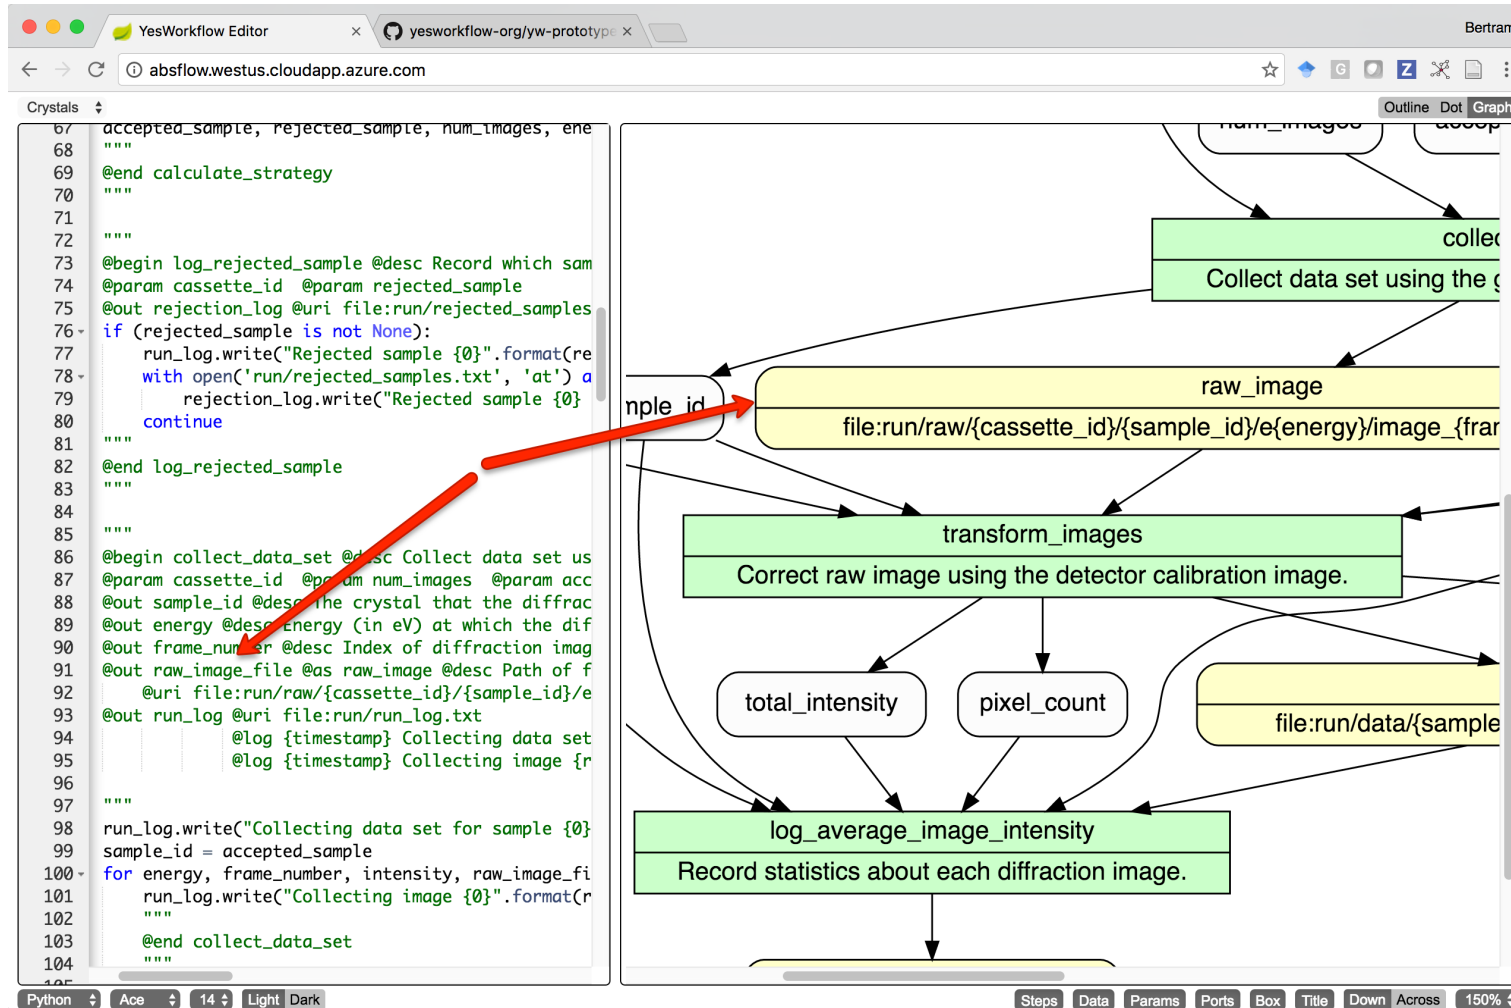 YesWorkflow Editor
yesworkflow-org/yw-prototype
Bertram
absflow.westus.cloudapp.azure.com
Crystals
Outline Dot Graph
67 accepted_sample, rejected_sample, num_images, ene
68 """
69 @end calculate_strategy
70 """
71
72 """
73 @begin log_rejected_sample @desc Record which sam
74 @param cassette_id @param rejected_sample
75 @out rejection_log @uri file:run/rejected_samples
76 if (rejected_sample is not None):
77 run_log.write("Rejected sample {0}".format(re
78 with open('run/rejected_samples.txt', 'at') a
79 rejection_log.write("Rejected sample {0}
80 continue
81 """
82 @end log_rejected_sample
83 """
84
85 """
86 @begin collect_data_set @desc Collect data set us
87 @param cassette_id @param num_images @param acc
88 @out sample_id @desc The crystal that the diffrac
89 @out energy @desc Energy (in eV) at which the dif
90 @out frame_number @desc Index of diffraction imag
91 @out raw_image_file @as raw_image @desc Path of f
92 @uri file:run/raw/{cassette_id}/{sample_id}/e
93 @out run_log @uri file:run/run_log.txt
94 @log {timestamp} Collecting data set
95 @log {timestamp} Collecting image {r
96
97 """
98 run_log.write("Collecting data set for sample {0}
99 sample_id = accepted_sample
100 for energy, frame_number, intensity, raw_image_fi
101 run_log.write("Collecting image {0}".format(r
102 """
103 @end collect_data_set
104 """
num_images
accep
collec
Collect data set using the g
mple_id
raw_image
file:run/raw/{cassette_id}/{sample_id}/e{energy}/image_{fran
transform_images
Correct raw image using the detector calibration image.
total_intensity
pixel_count
file:run/data/{sample
log_average_image_intensity
Record statistics about each diffraction image.
Python Ace 14 Light Dark
Steps Data Params Ports Box Title Down Across 150%